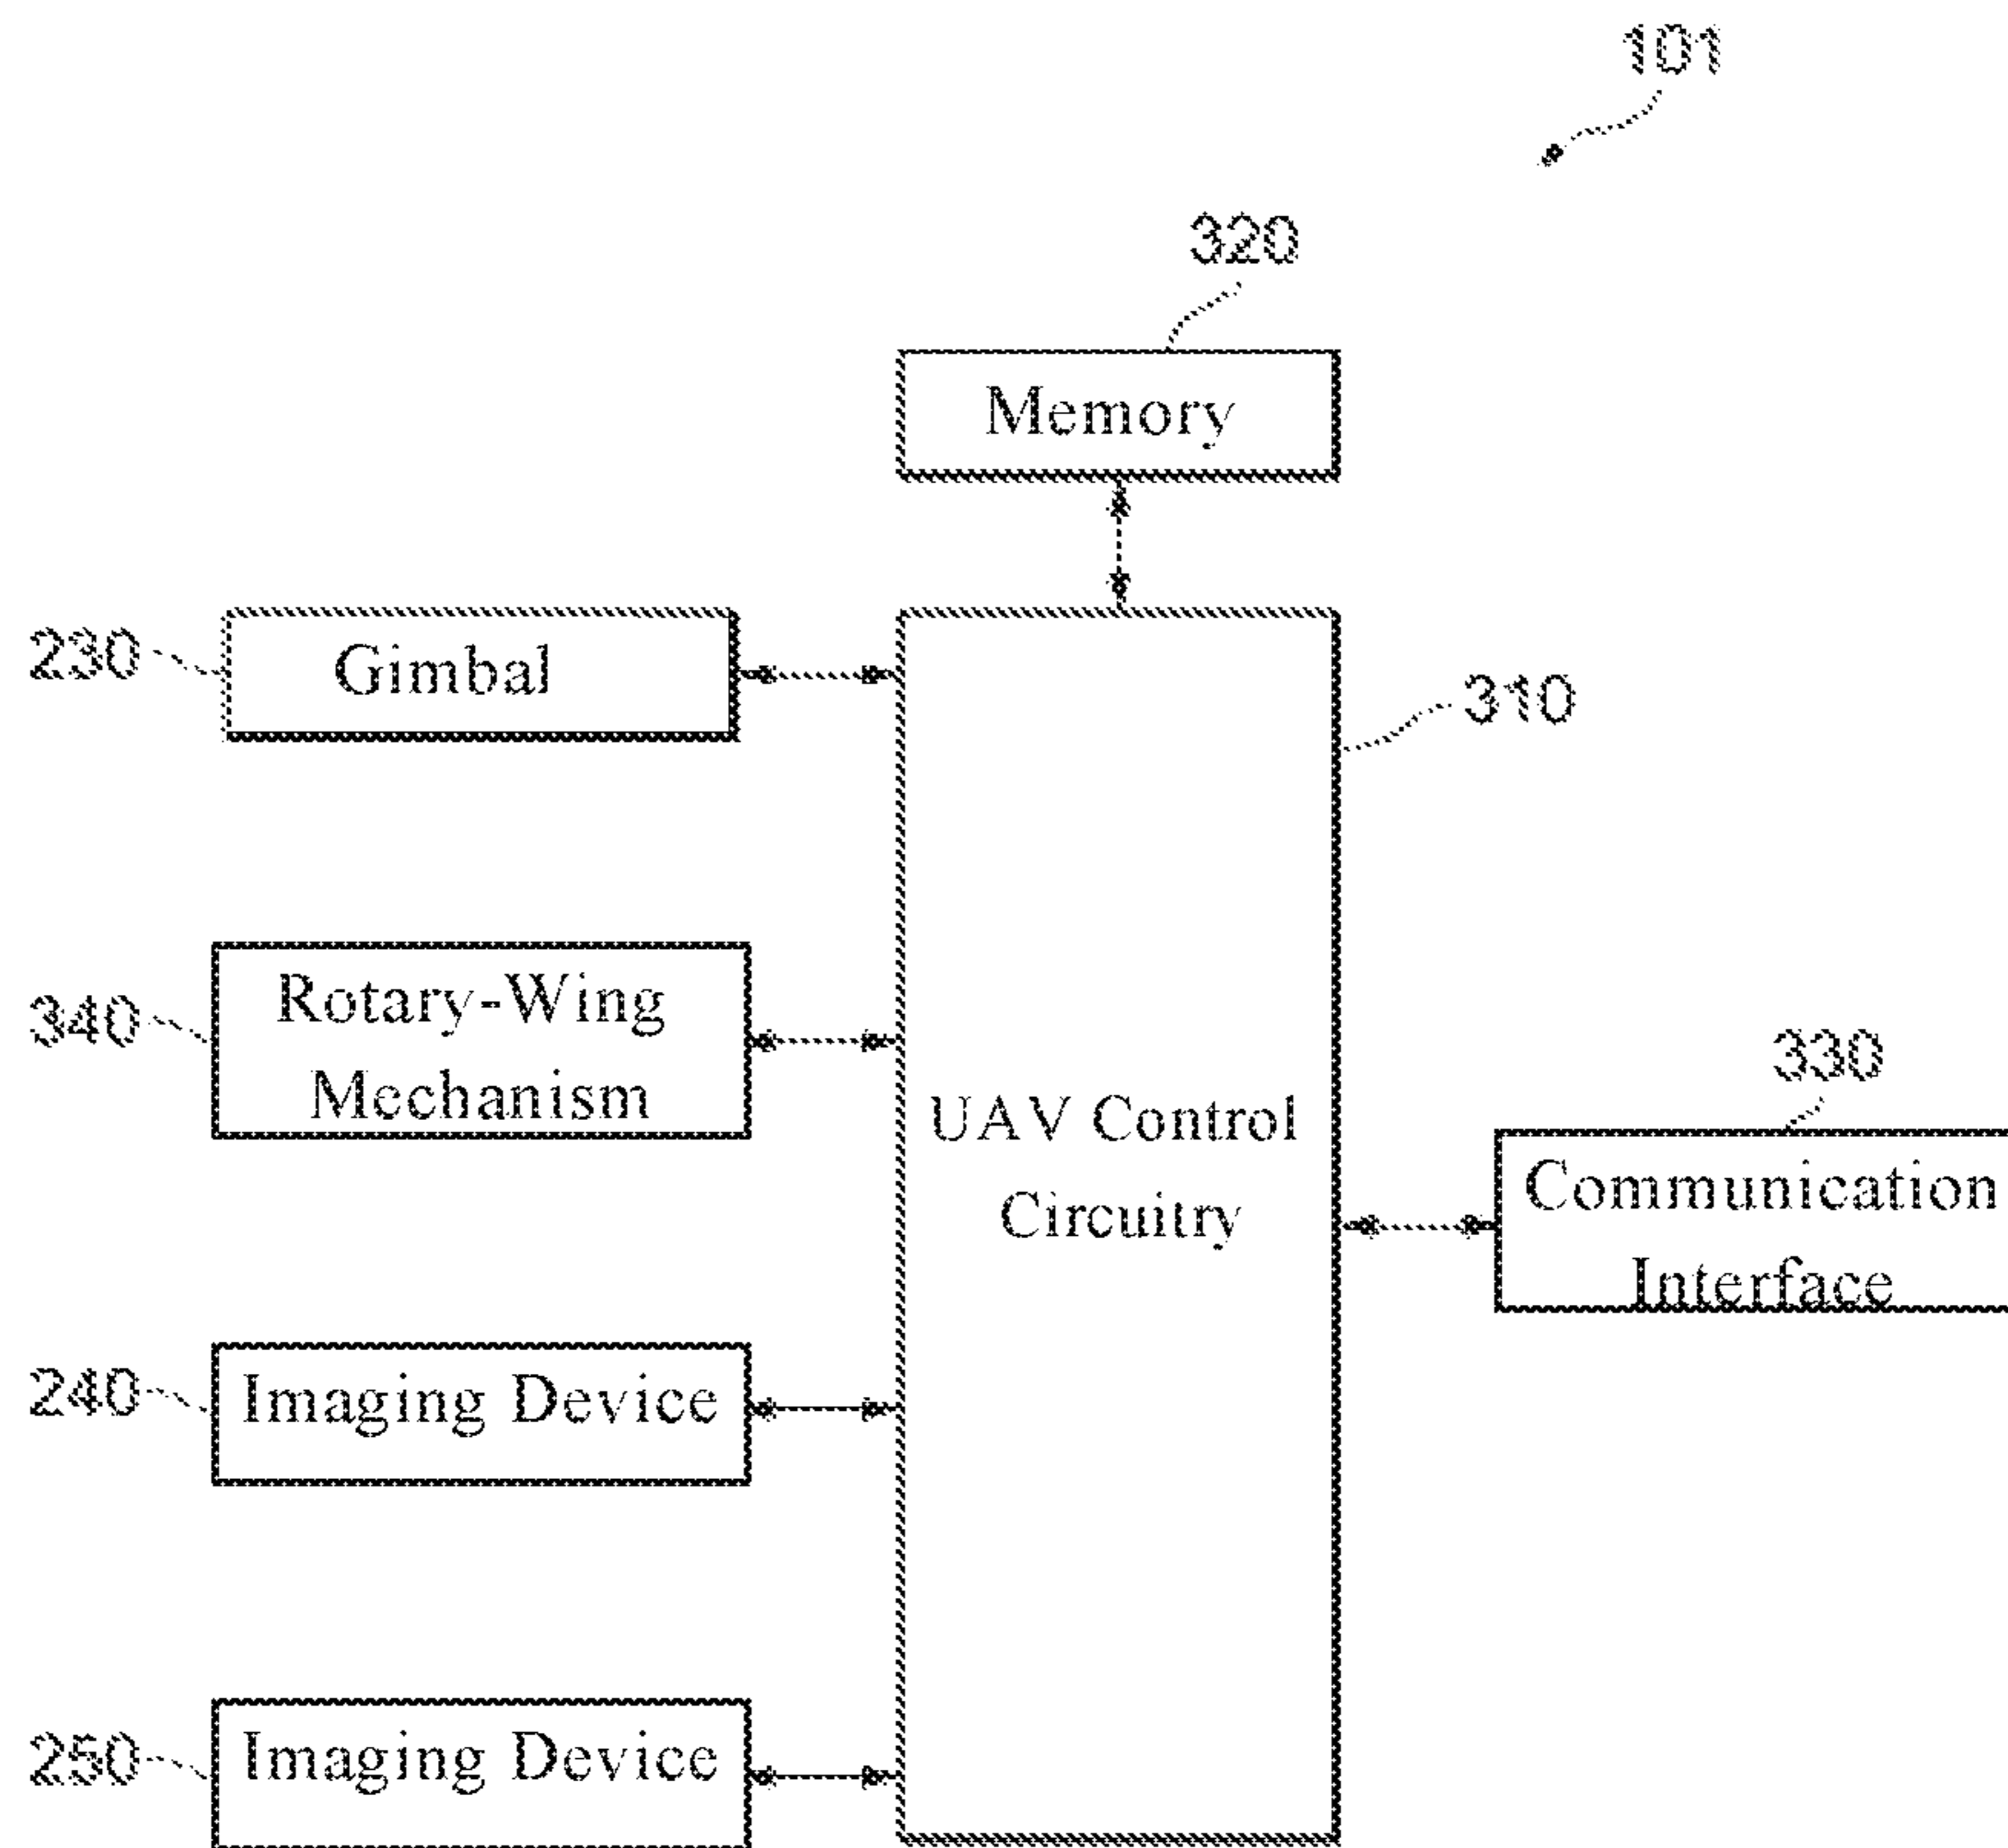 101
320
Memory
230
Gimbal
310
340
Rotary-Wing
Mechanism
UAV Control
Circuitry
330
Communication
Interface
240
Imaging Device
250
Imaging Device